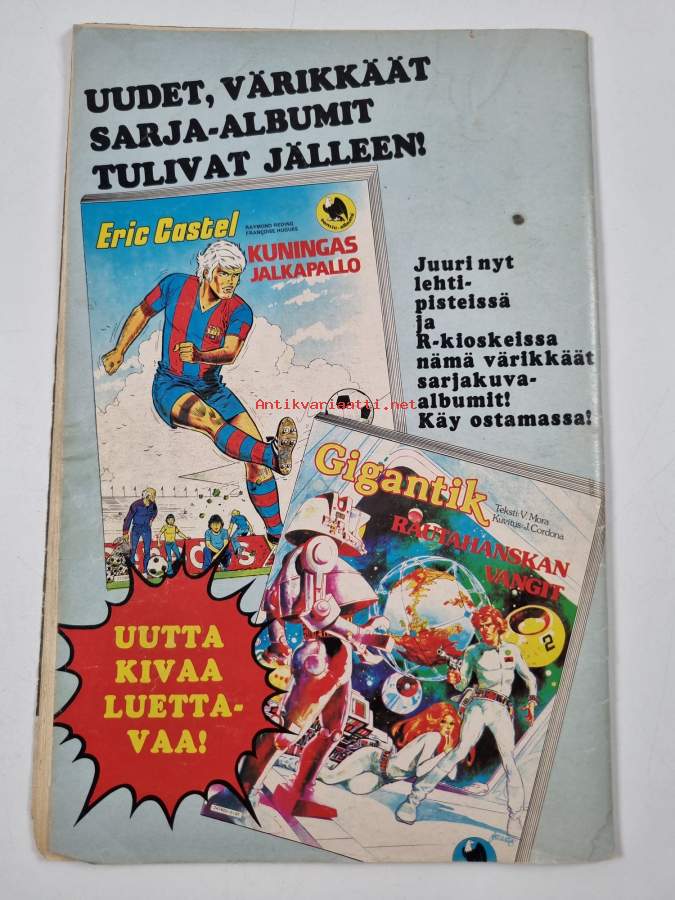 UUDET, VÄRIKKÄÄT
SARJA-ALBUMIT
TULIVAT JÄLLEEN!
Eric Castel
RAYMOND REDING
FRANÇOISE HUGUES
KUNINGAS
JALKAPALLO
Juuri nyt
lehti-
pisteissä
ja
R-kioskeissa
nämä värikkäät
sarjakuva-
albumit!
Käy ostamassa!
Antikvariaatti.net
Gigantik
Teksti: V. Mora
Kuvitus: J. Cardona
RAUTAHANSKAN
VANGIT
2
UUTTA
KIVAA
LUETTA-
VAA!